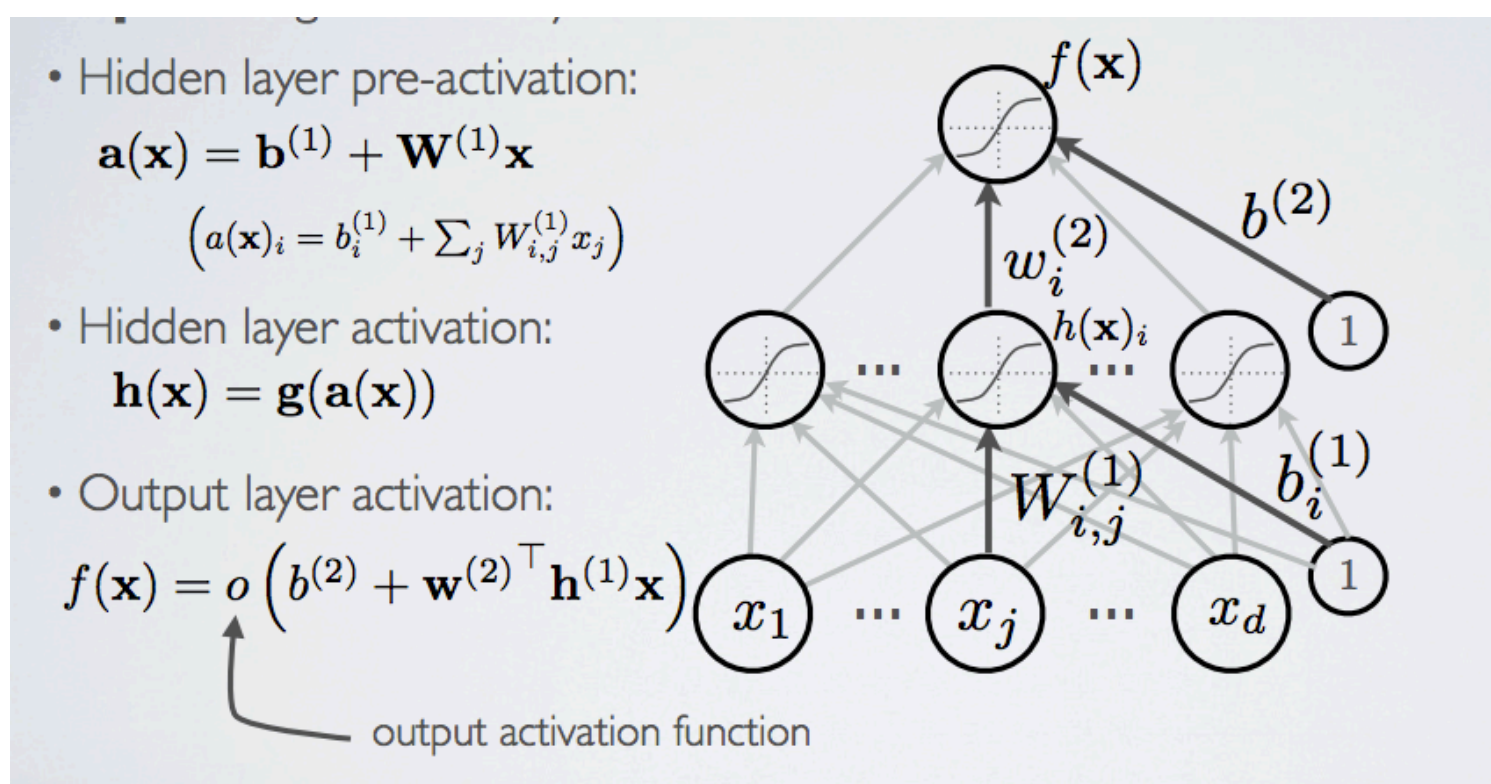 • Hidden layer pre-activation:
a(x) = b^(1) + W^(1)x
(a(x)_i = b_i^(1) + ∑_j W_{i,j}^(1) x_j)
• Hidden layer activation:
h(x) = g(a(x))
• Output layer activation:
f(x) = o(b^(2) + w^(2)⊤ h^(1)x)
output activation function
f(x)
b^(2)
w_i^(2)
1
h(x)_i
... ...
W_{i,j}^(1)
b_i^(1)
1
x_1 ... x_j ... x_d